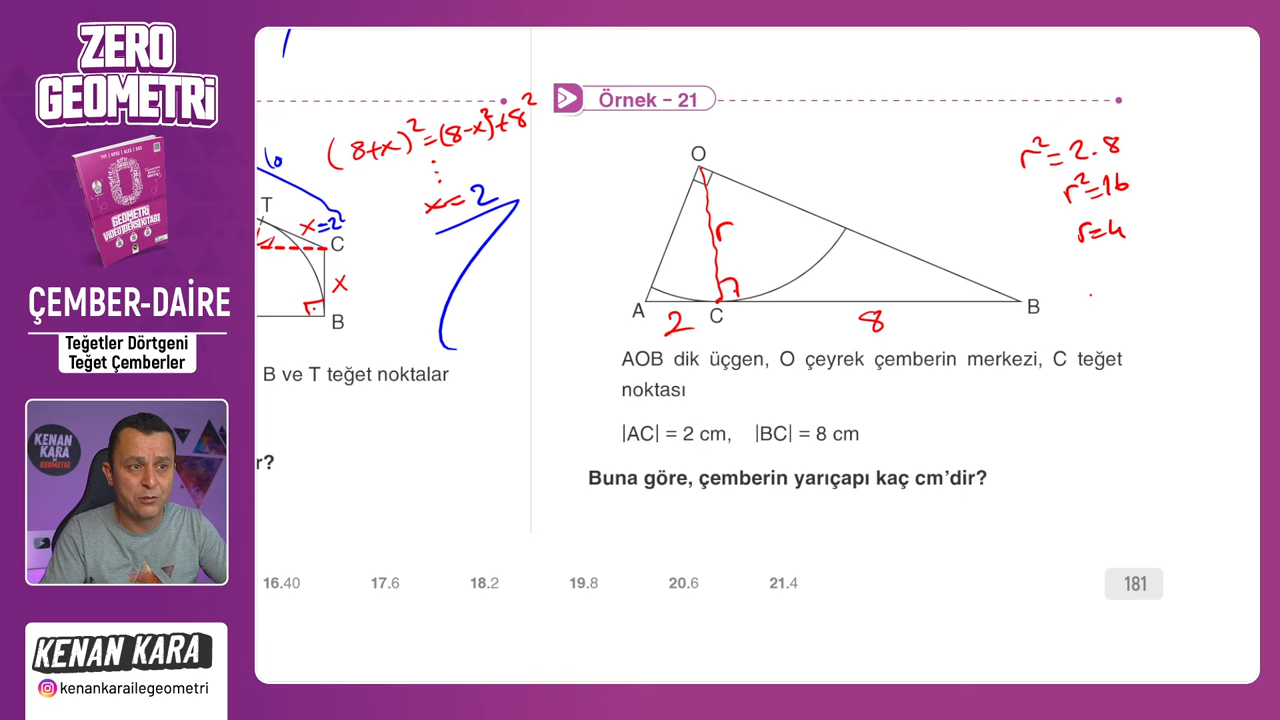 ZERO
GEOMETRi
GEOMETRİ
VİDEO DERS KİTABI
ÇEMBER-DAİRE
Teğetler Dörtgeni
Teğet Çemberler
KENAN
KARA
GEOMETRİ
KENAN KARA
kenankarailegeometri
(8+x)²=(8-x)²+8²
x=2
T
x=2
C
x
B
B ve T teğet noktalar
r?
Örnek – 21
r²=2.8
r²=16
r=4
O
r
A
2
C
8
B
AOB dik üçgen, O çeyrek çemberin merkezi, C teğet
noktası
|AC| = 2 cm, |BC| = 8 cm
Buna göre, çemberin yarıçapı kaç cm’dir?
16.40 17.6 18.2 19.8 20.6 21.4
181